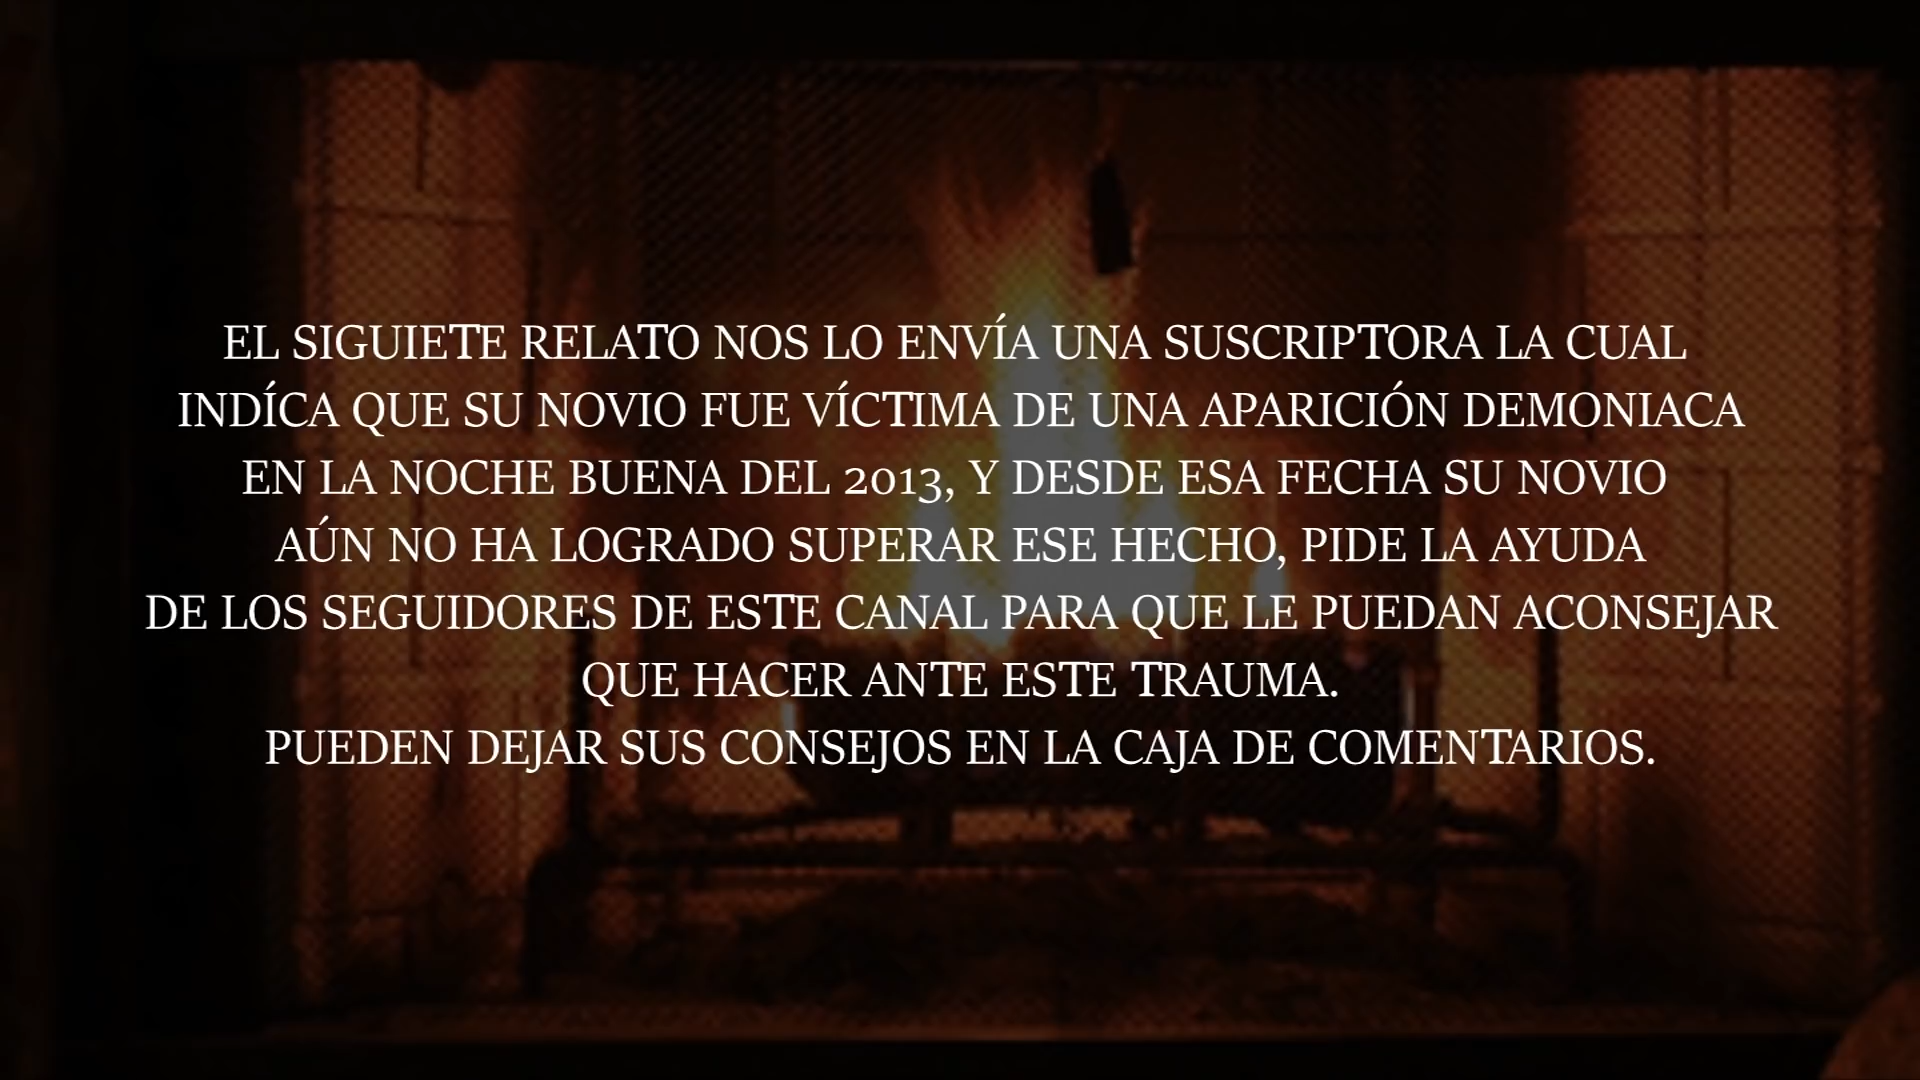 EL SIGUIETE RELATO NOS LO ENVÍA UNA SUSCRIPTORA LA CUAL
INDÍCA QUE SU NOVIO FUE VÍCTIMA DE UNA APARICIÓN DEMONIACA
EN LA NOCHE BUENA DEL 2013, Y DESDE ESA FECHA SU NOVIO
AÚN NO HA LOGRADO SUPERAR ESE HECHO, PIDE LA AYUDA
DE LOS SEGUIDORES DE ESTE CANAL PARA QUE LE PUEDAN ACONSEJAR
QUE HACER ANTE ESTE TRAUMA.
PUEDEN DEJAR SUS CONSEJOS EN LA CAJA DE COMENTARIOS.